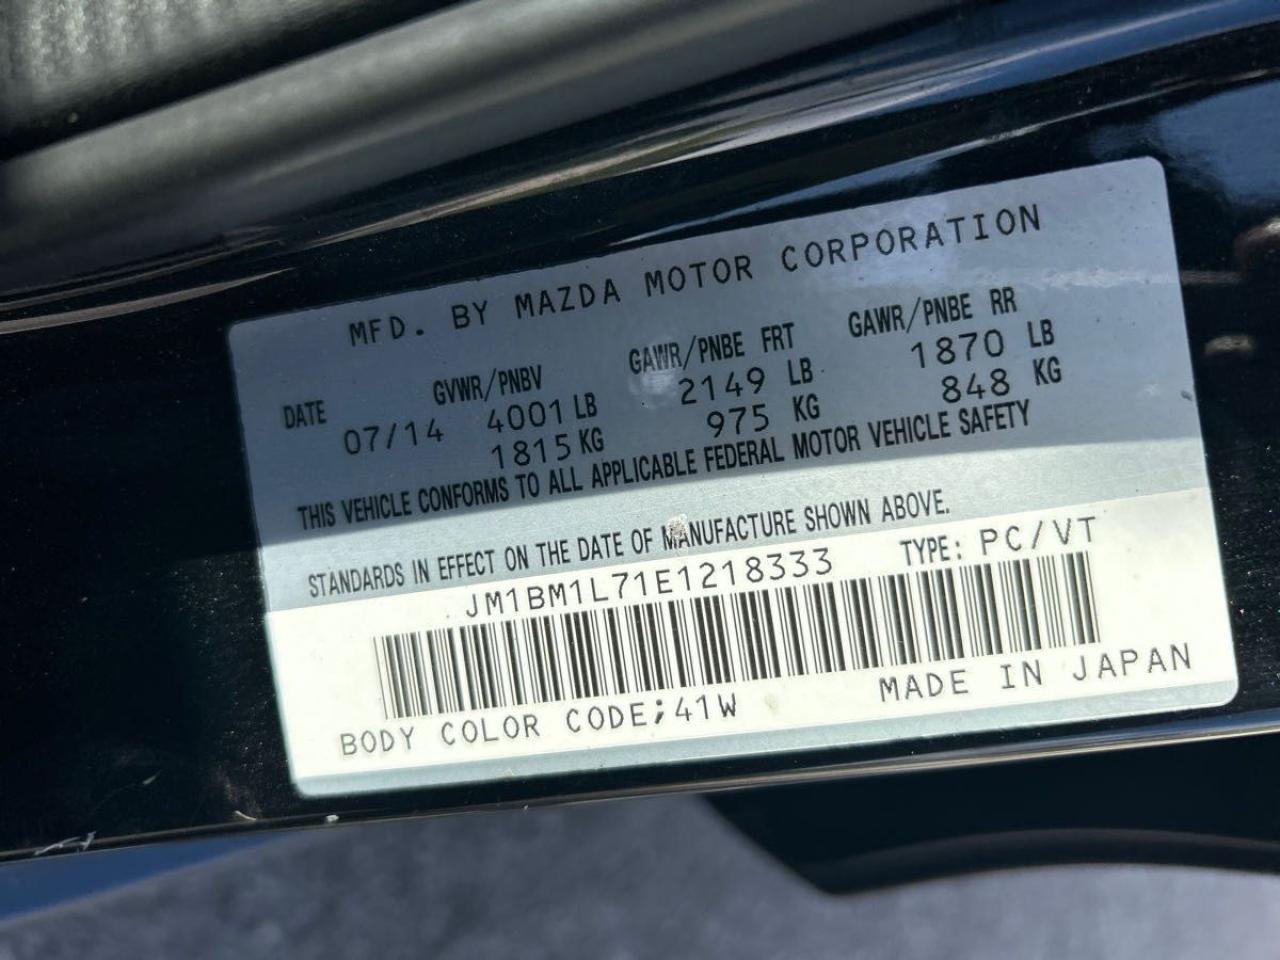 MFD. BY MAZDA MOTOR CORPORATION
DATE GVWR/PNBV GAWR/PNBE FRT GAWR/PNBE RR
07/14 4001 LB 2149 LB 1870 LB
1815 KG 975 KG 848 KG
THIS VEHICLE CONFORMS TO ALL APPLICABLE FEDERAL MOTOR VEHICLE SAFETY
STANDARDS IN EFFECT ON THE DATE OF MANUFACTURE SHOWN ABOVE.
JM1BM1L71E1218333 TYPE: PC/VT
BODY COLOR CODE;41W MADE IN JAPAN